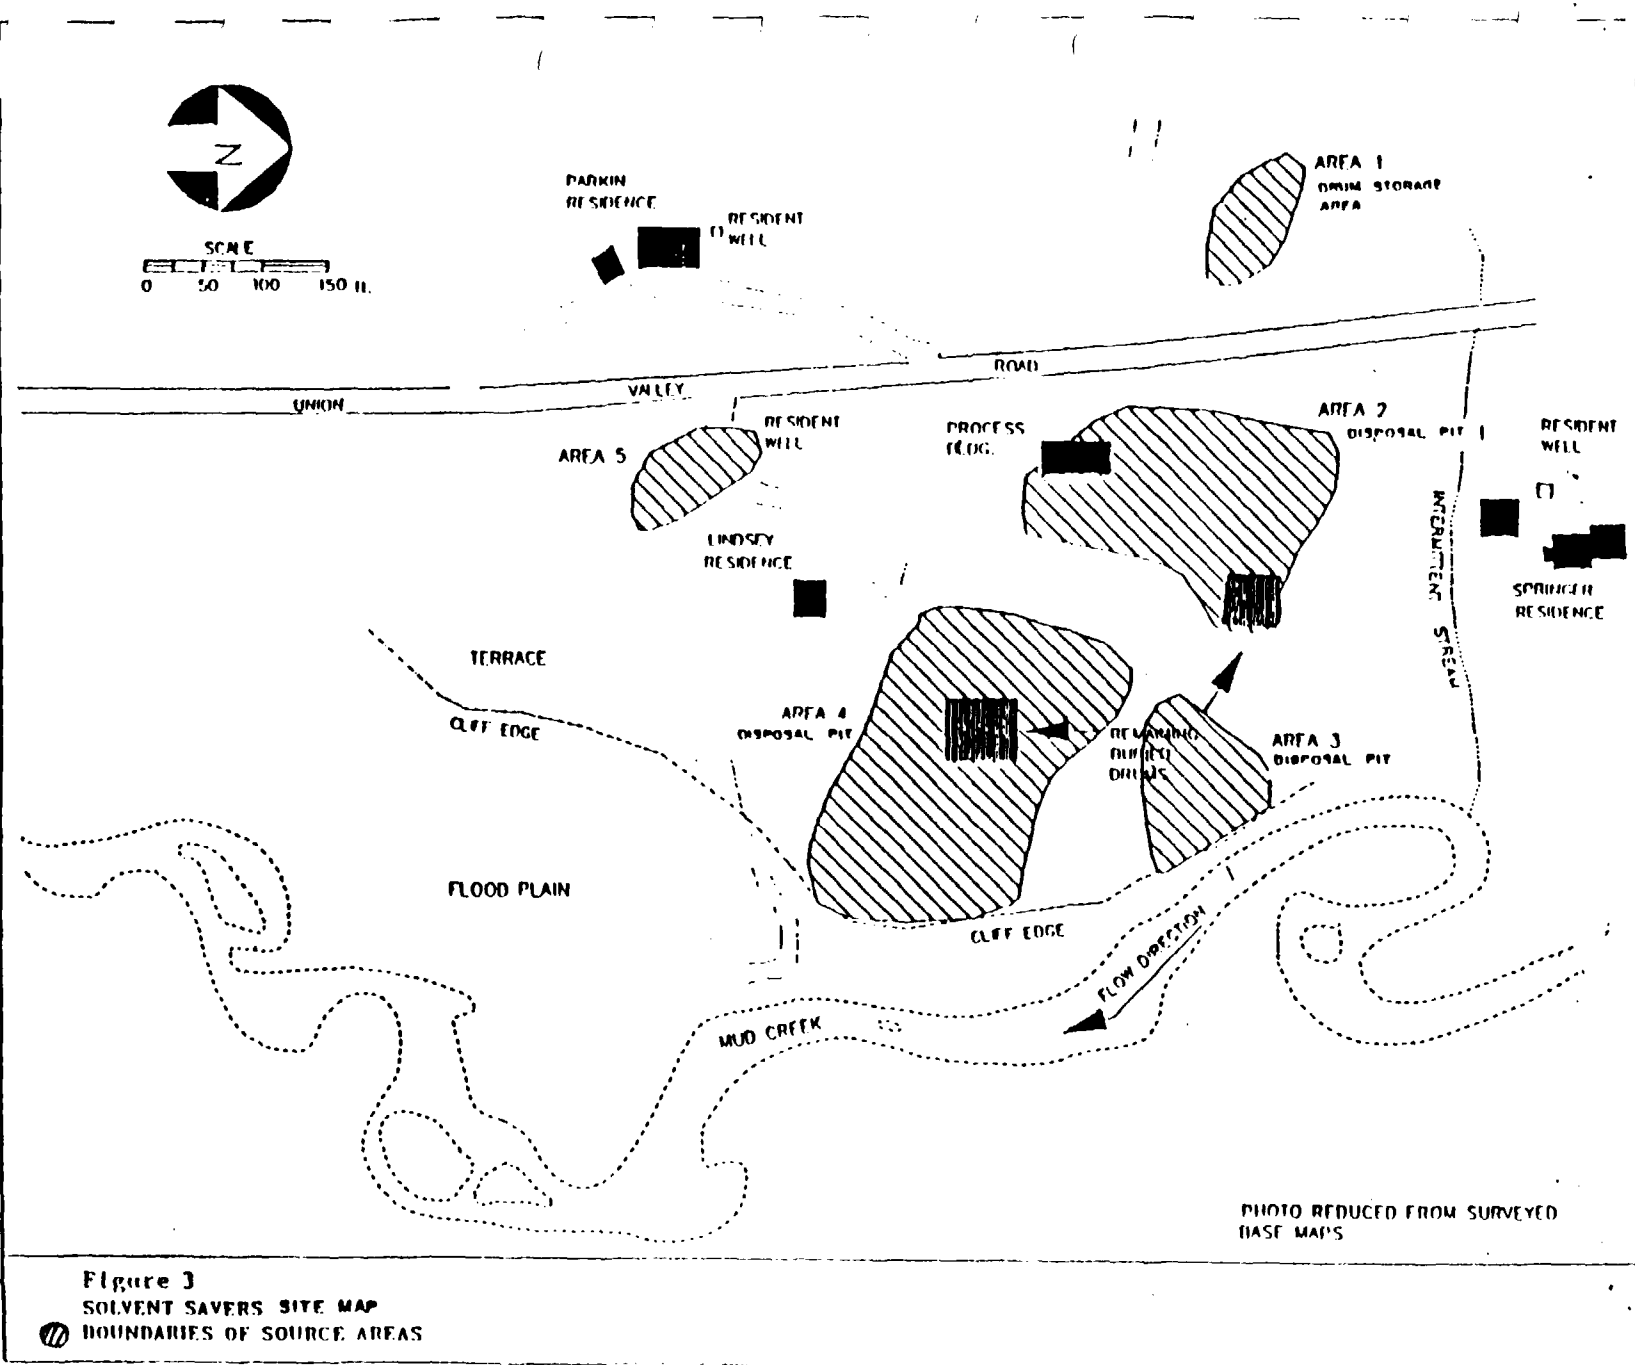 N
SCALE
0 50 100 150 ft.
PARKIN
RESIDENCE
RESIDENT
WELL
AREA 1
DRUM STORAGE
AREA
UNION VALLEY ROAD
AREA 5
RESIDENT
WELL
PROCESS
BLDG.
AREA 2
DISPOSAL PIT
RESIDENT
WELL
LINDSEY
RESIDENCE
INTERMITTENT STREAM
SPRINGER
RESIDENCE
TERRACE
CLIFF EDGE
AREA 4
DISPOSAL PIT
REMAINING
BURIED
DRUMS
AREA 3
DISPOSAL PIT
FLOOD PLAIN
CLIFF EDGE
FLOW DIRECTION
MUD CREEK
PHOTO REDUCED FROM SURVEYED
BASE MAPS
Figure 3
SOLVENT SAVERS SITE MAP
BOUNDARIES OF SOURCE AREAS